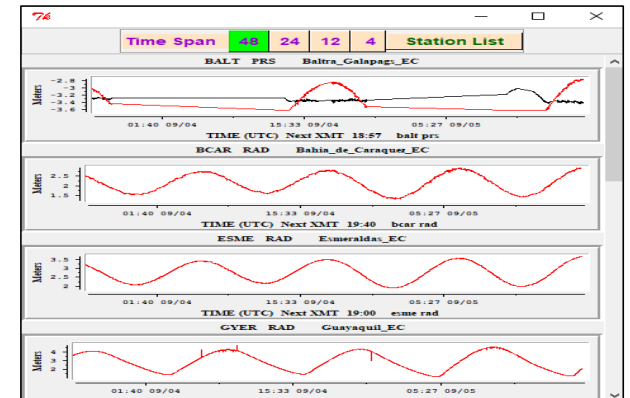 Time Span 48 24 12 4 Station List
BALT PRS Baltra_Galapags_EC
Meters
-2.8
-3
-3.2
-3.4
-3.6
01:40 09/04 15:33 09/04 05:27 09/05
TIME (UTC) Next XMT 18:57 balt prs
BCAR RAD Bahia_de_Caraquez_EC
Meters
2.5
2
1.5
01:40 09/04 15:33 09/04 05:27 09/05
TIME (UTC) Next XMT 19:40 bcar rad
ESME RAD Esmeraldas_EC
Meters
3.5
3
2.5
2
01:40 09/04 15:33 09/04 05:27 09/05
TIME (UTC) Next XMT 19:00 esme rad
GYER RAD Guayaquil_EC
Meters
4
3
2
01:40 09/04 15:33 09/04 05:27 09/05